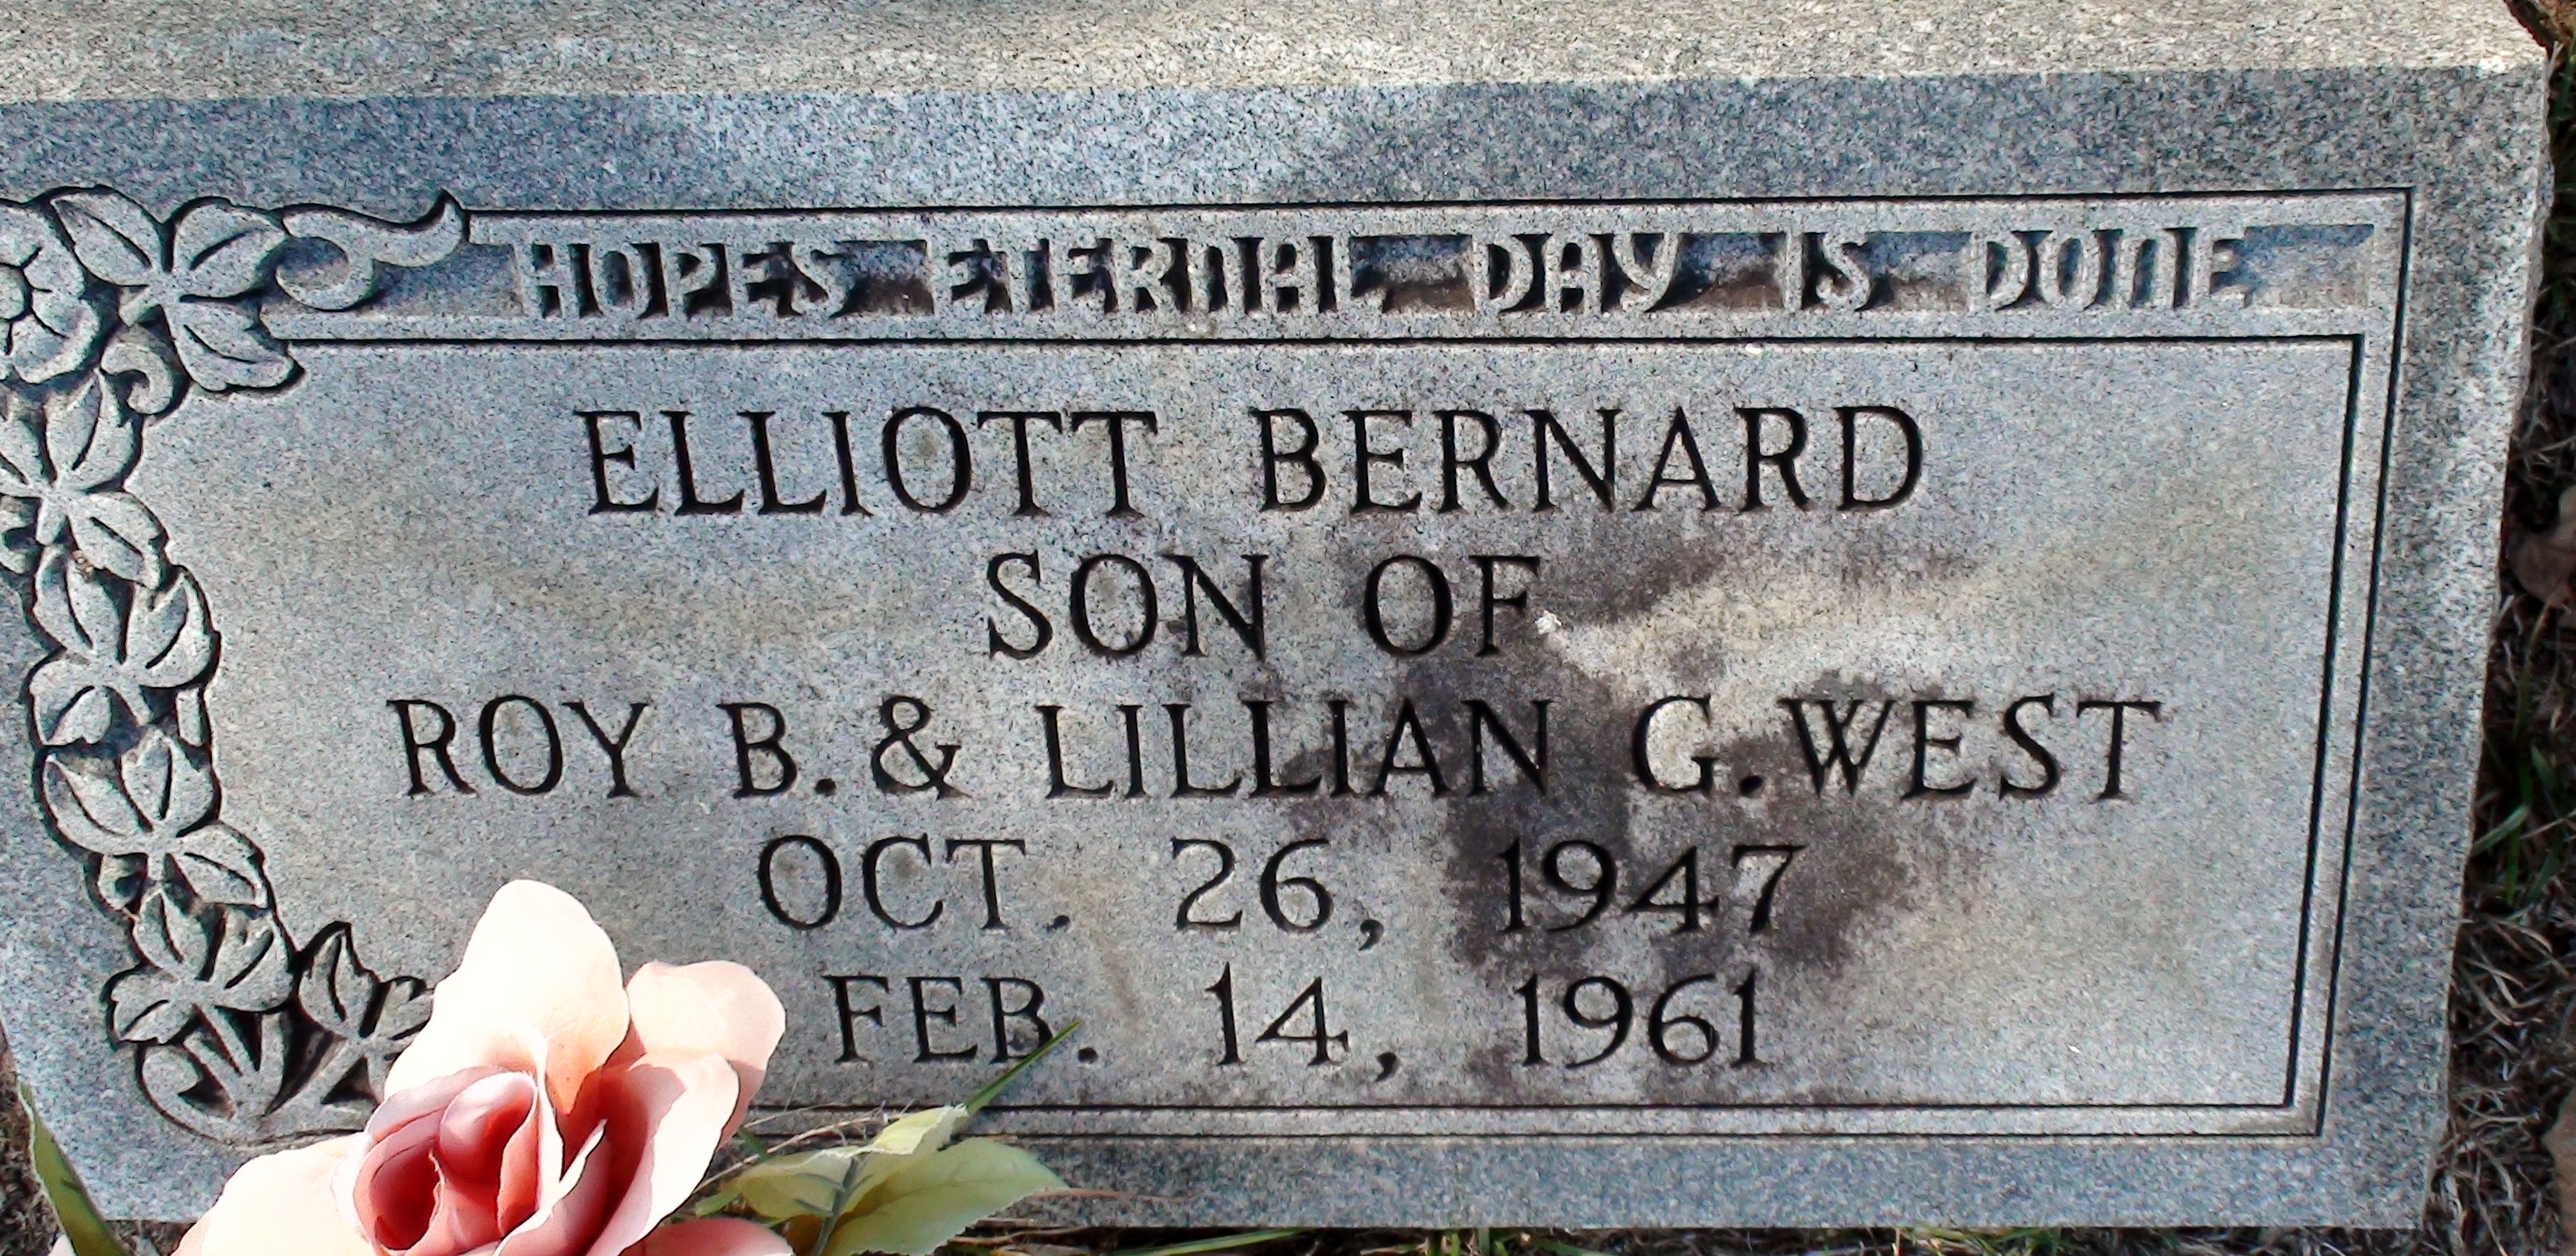 HOPES ETERNAL DAY IS DONE
ELLIOTT BERNARD
SON OF
ROY B. & LILLIAN G. WEST
OCT. 26, 1947
FEB. 14, 1961